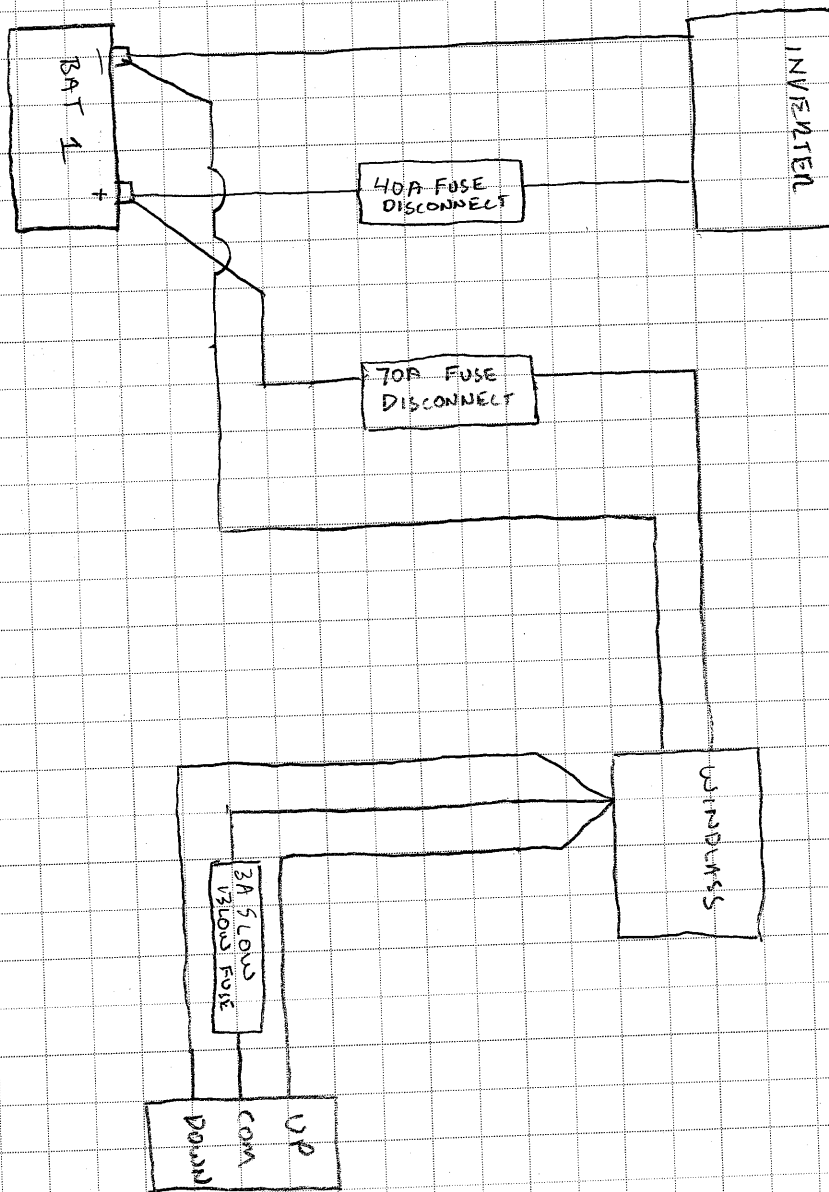 BAT 1
-
+
INVERTER
40A FUSE
DISCONNECT
70A FUSE
DISCONNECT
WINDLASS
3A SLOW
BLOW FUSE
UP
COM
DOWN